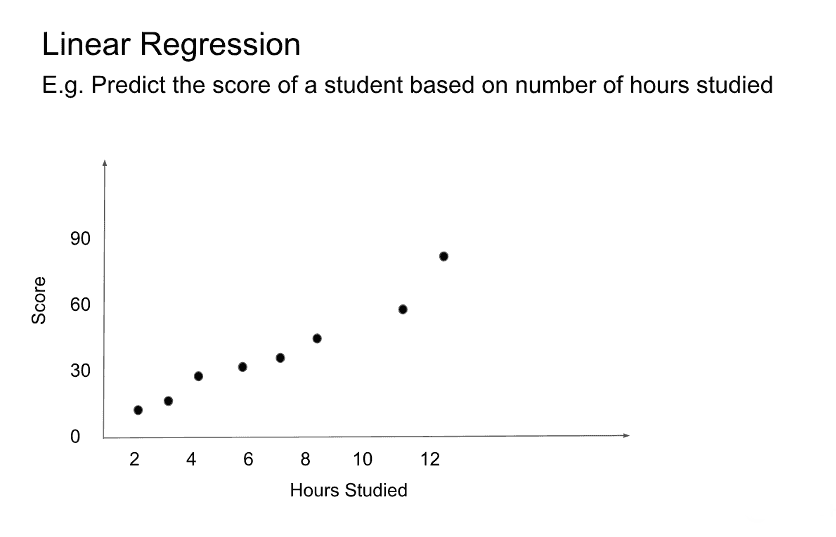 Linear Regression
E.g. Predict the score of a student based on number of hours studied
90
60
30
0
Score
2 4 6 8 10 12
Hours Studied